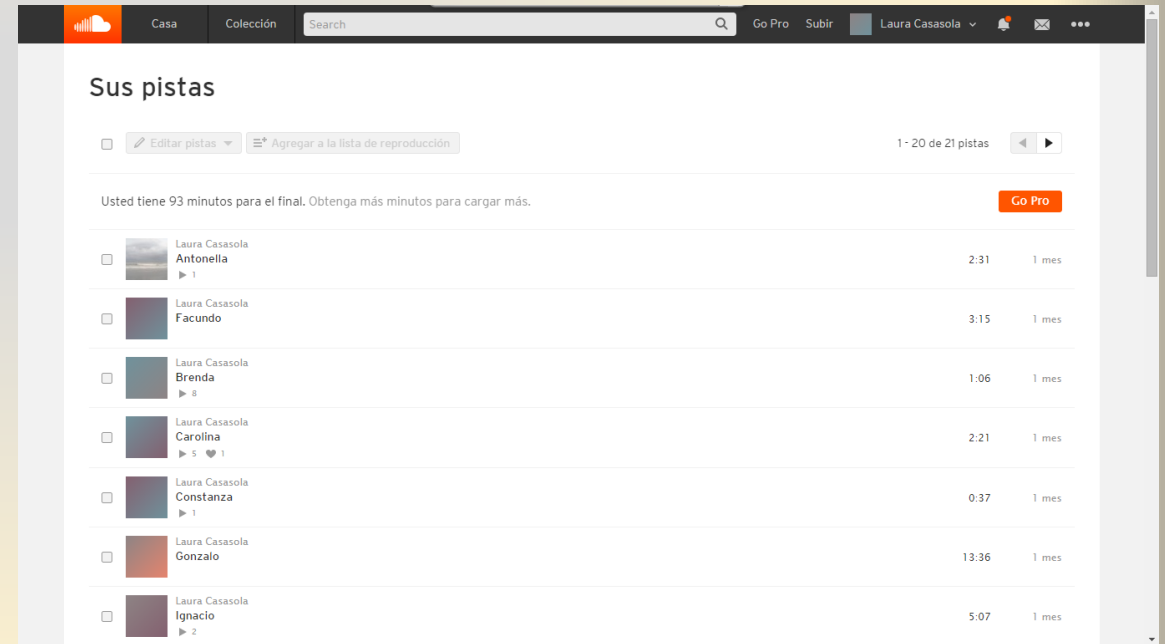 Casa Colección Search Go Pro Subir Laura Casasola
Sus pistas
Editar pistas Agregar a la lista de reproducción 1 - 20 de 21 pistas
Usted tiene 93 minutos para el final. Obtenga más minutos para cargar más. Go Pro
Laura Casasola
Antonella
1
2:31 1 mes
Laura Casasola
Facundo
3:15 1 mes
Laura Casasola
Brenda
8
1:06 1 mes
Laura Casasola
Carolina
5 1
2:21 1 mes
Laura Casasola
Constanza
1
0:37 1 mes
Laura Casasola
Gonzalo
13:36 1 mes
Laura Casasola
Ignacio
2
5:07 1 mes